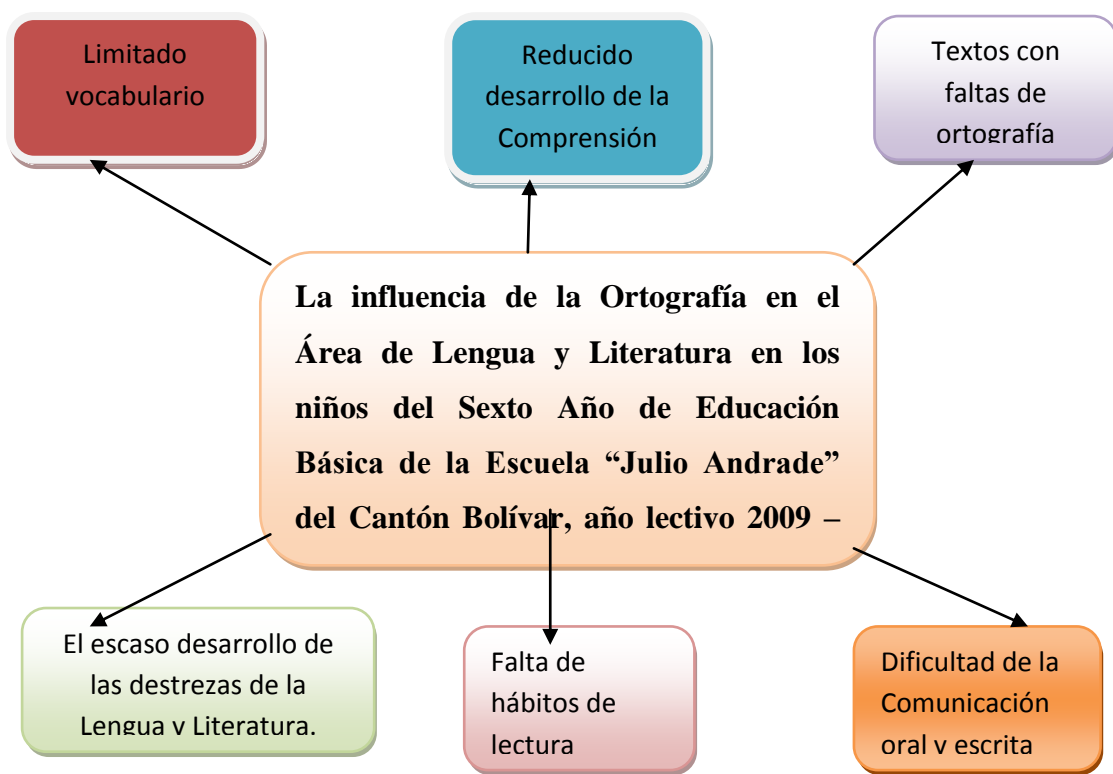 Limitado
vocabulario
Reducido
desarrollo de la
Comprensión
Textos con
faltas de
ortografía
La influencia de la Ortografía en el
Área de Lengua y Literatura en los
niños del Sexto Año de Educación
Básica de la Escuela “Julio Andrade”
del Cantón Bolívar, año lectivo 2009 –
El escaso desarrollo de
las destrezas de la
Lengua y Literatura.
Falta de
hábitos de
lectura
Dificultad de la
Comunicación
oral y escrita